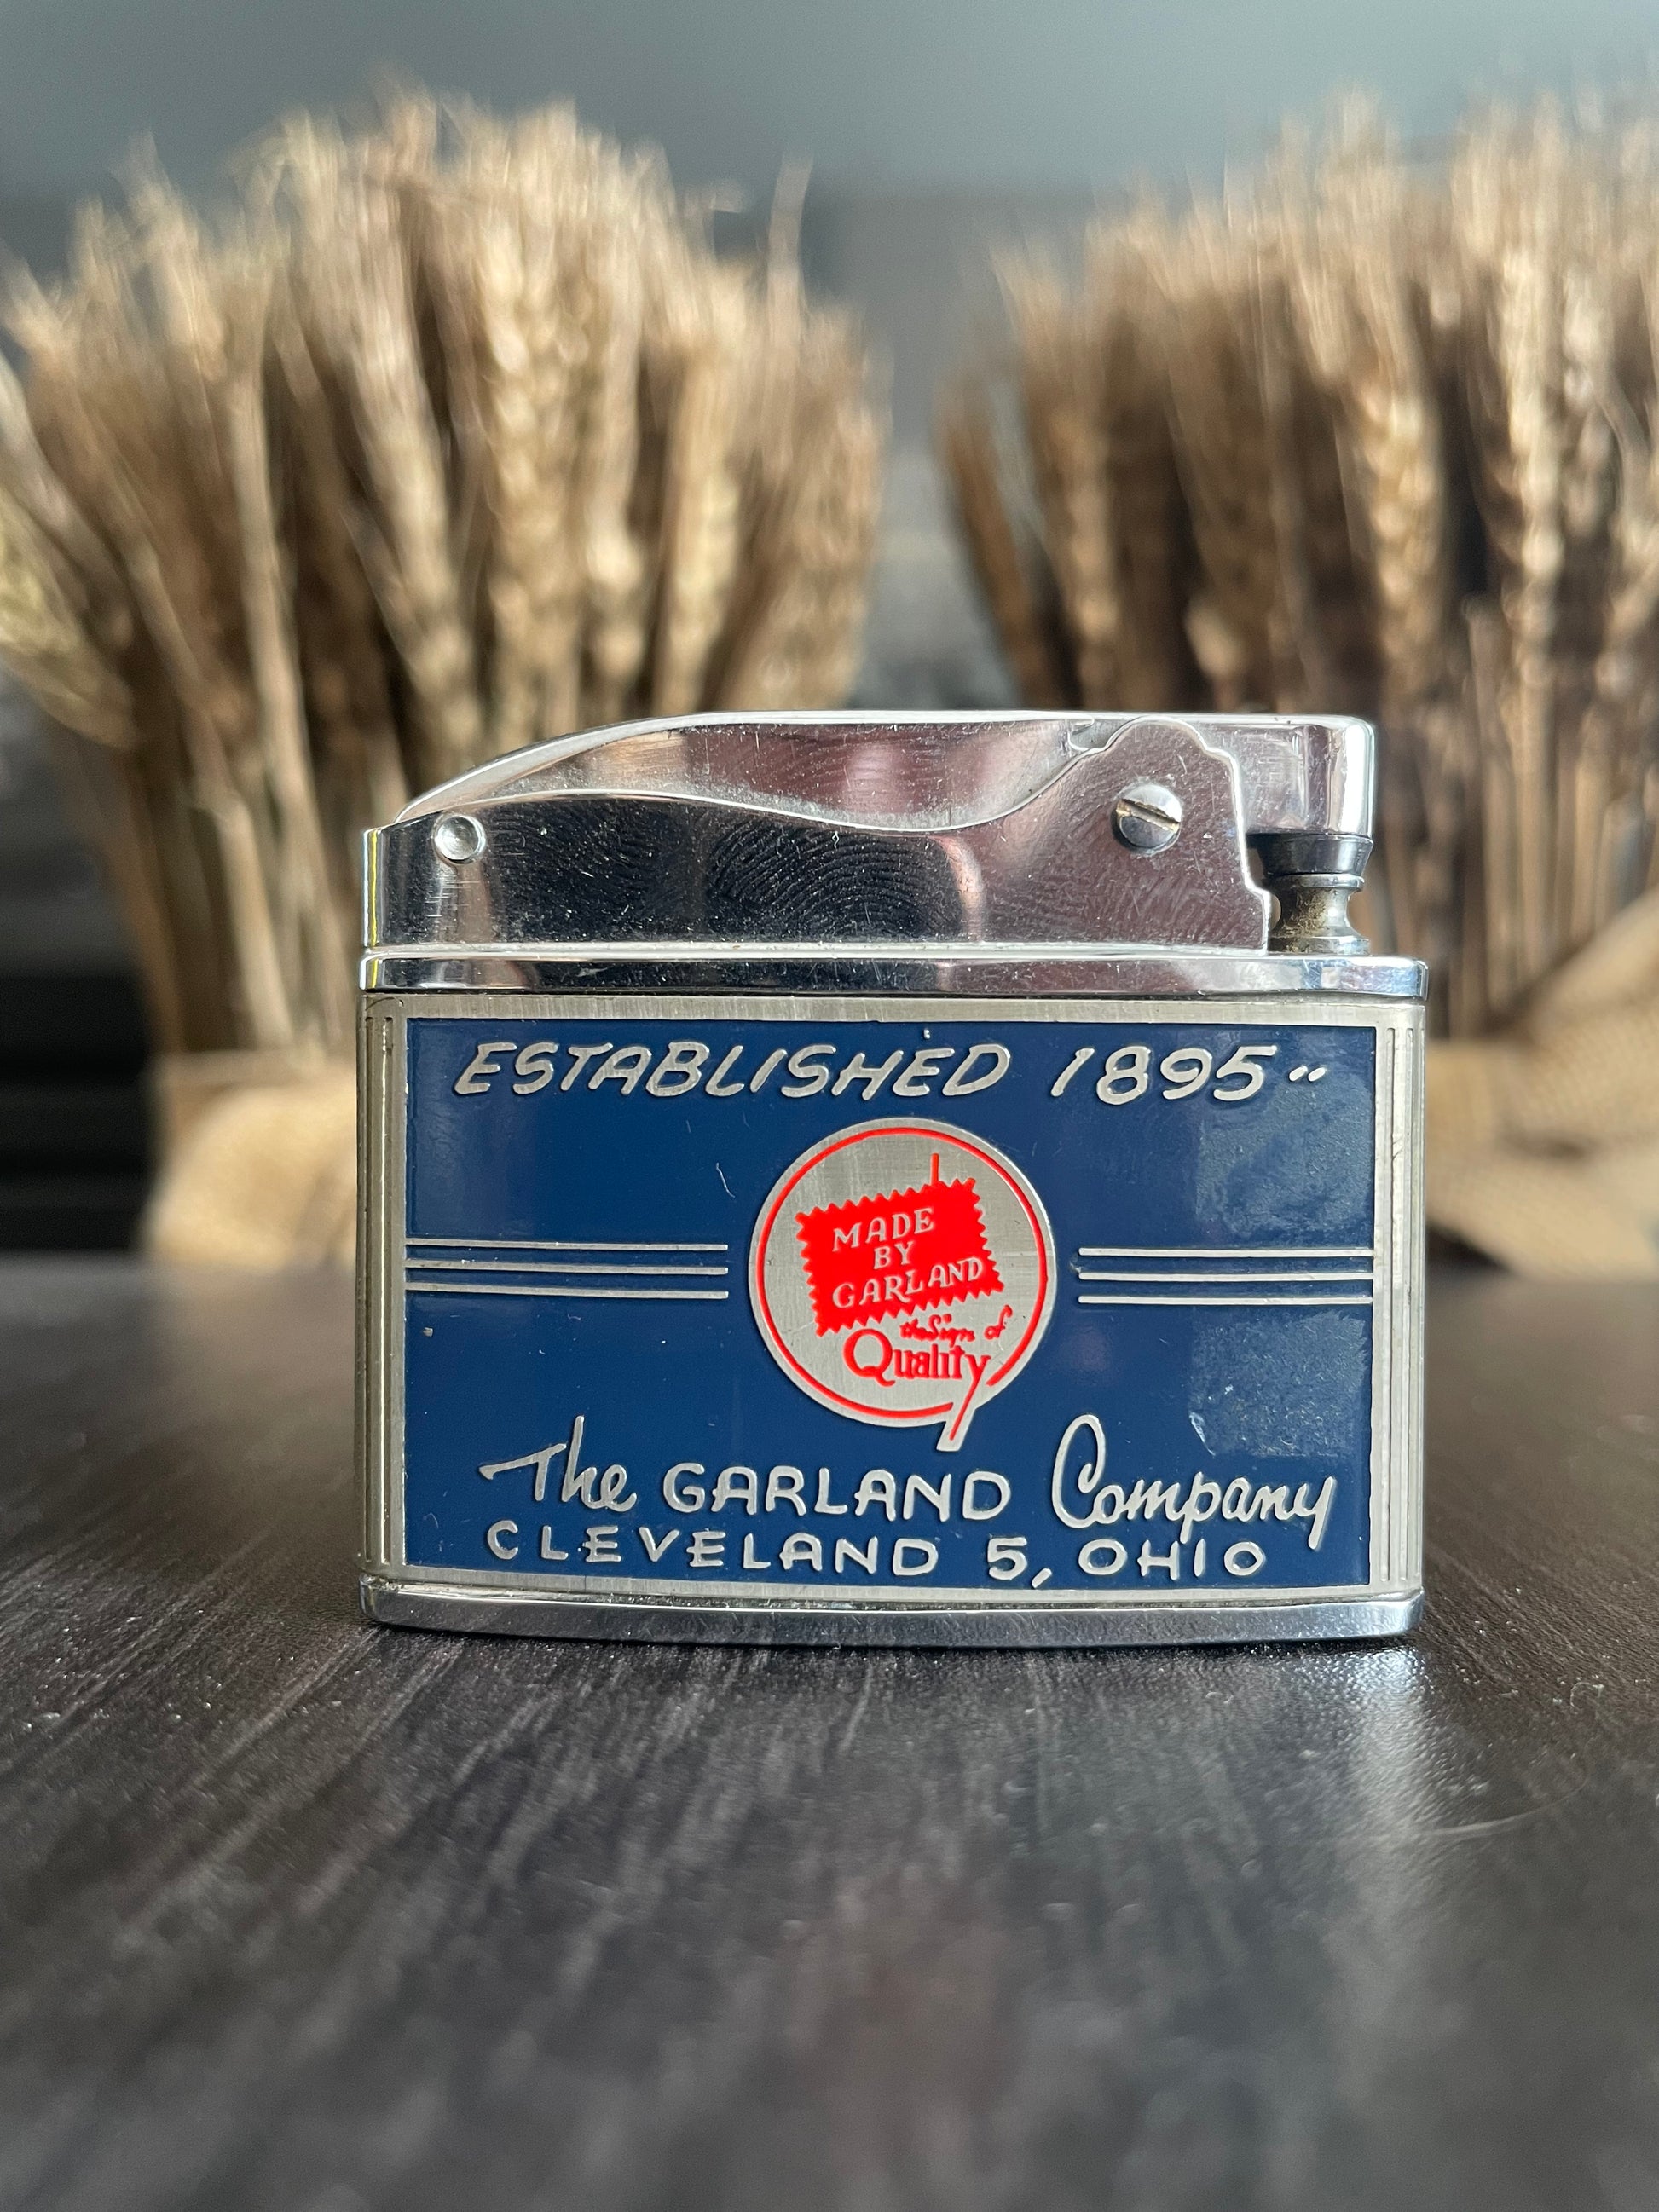 ESTABLISHED 1895..
MADE
BY
GARLAND
the Sign of
Quality
The GARLAND Company
CLEVELAND 5, OHIO